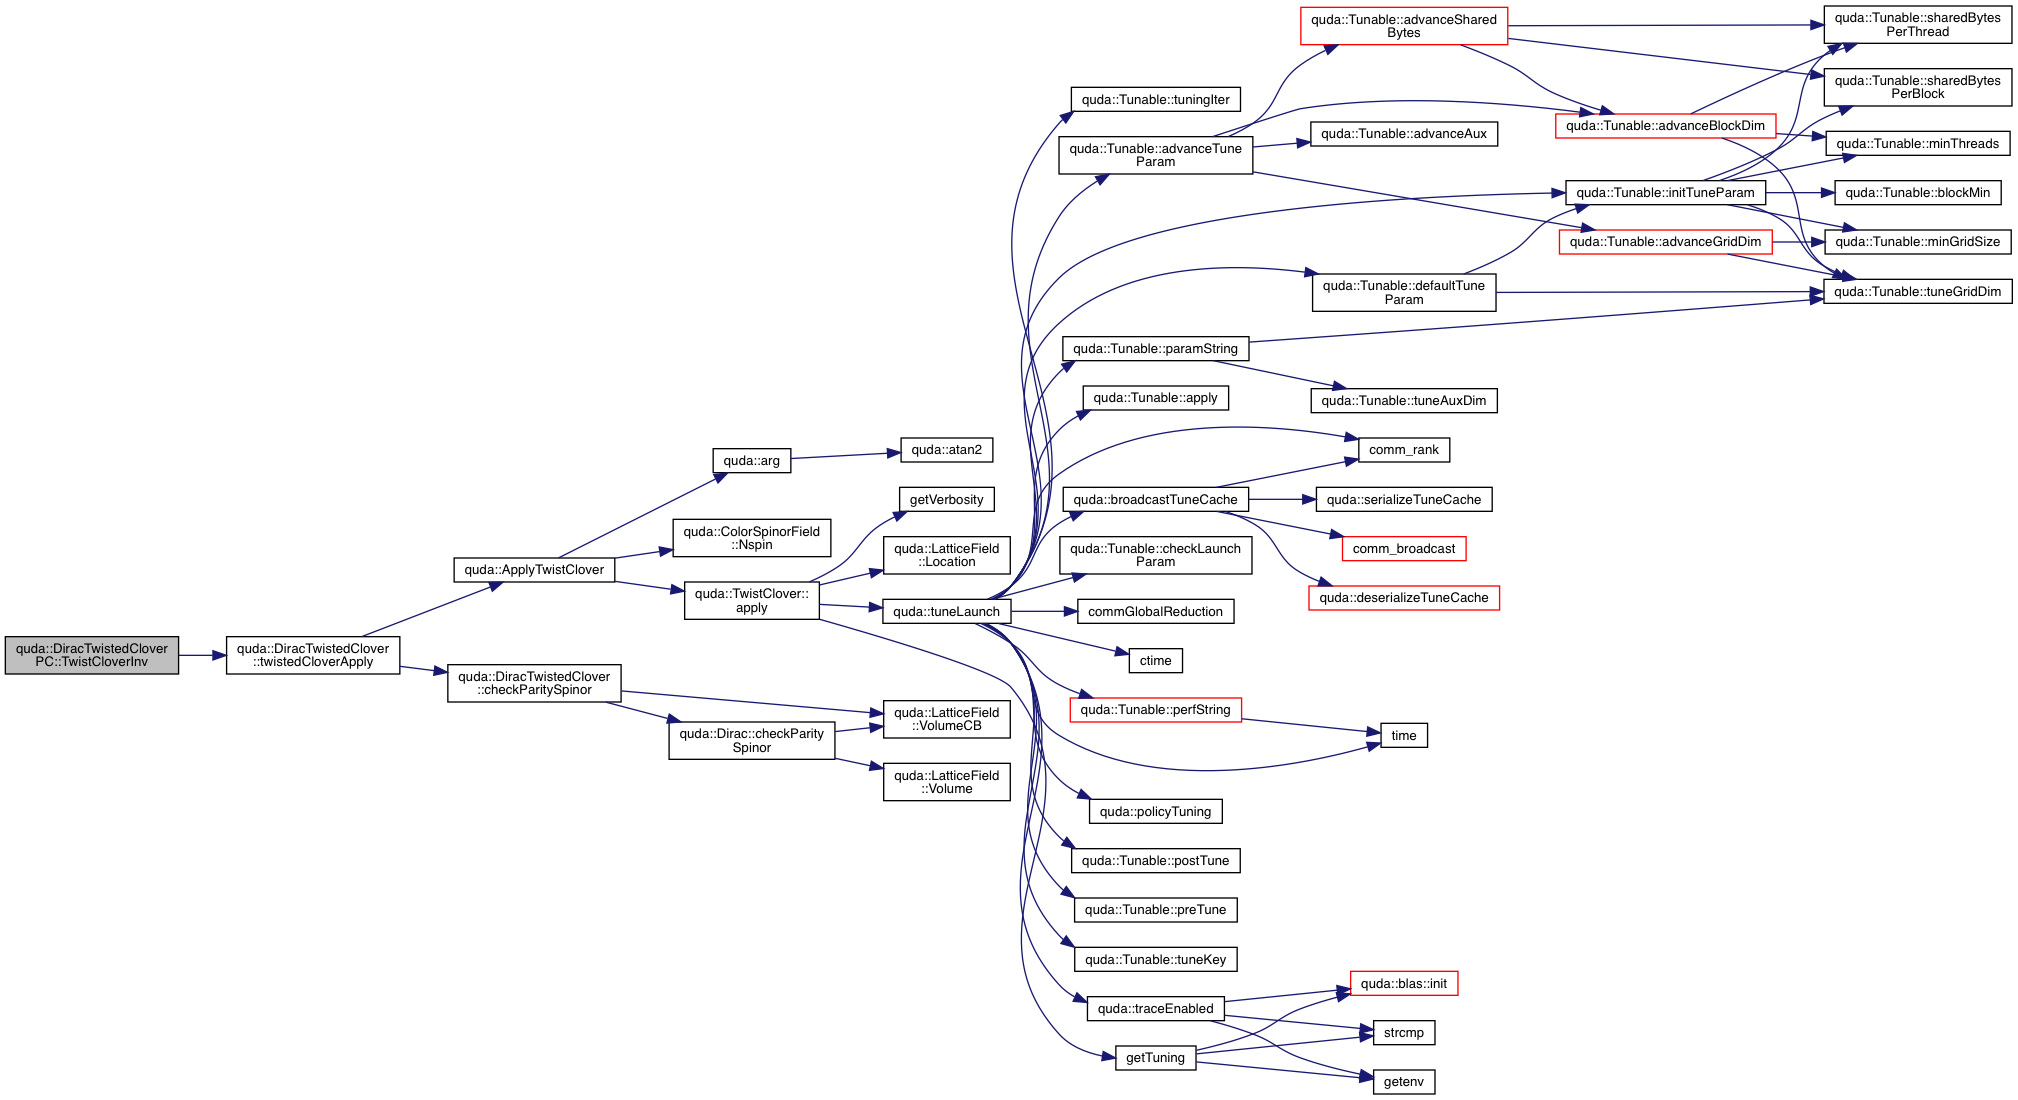 quda::DiracTwistedClover
PC::TwistCloverInv
quda::DiracTwistedClover
::twistedCloverApply
quda::ApplyTwistClover
quda::DiracTwistedClover
::checkParitySpinor
quda::arg
quda::ColorSpinorField
::Nspin
quda::TwistClover::
apply
quda::Dirac::checkParity
Spinor
quda::atan2
getVerbosity
quda::LatticeField
::Location
quda::tuneLaunch
quda::LatticeField
::VolumeCB
quda::LatticeField
::Volume
quda::Tunable::tuningIter
quda::Tunable::advanceTune
Param
quda::Tunable::paramString
quda::Tunable::apply
quda::broadcastTuneCache
quda::Tunable::checkLaunch
Param
commGlobalReduction
ctime
quda::Tunable::perfString
quda::policyTuning
quda::Tunable::postTune
quda::Tunable::preTune
quda::Tunable::tuneKey
quda::traceEnabled
getTuning
quda::Tunable::advanceShared
Bytes
quda::Tunable::advanceAux
quda::Tunable::defaultTune
Param
quda::Tunable::tuneAuxDim
comm_rank
quda::serializeTuneCache
comm_broadcast
quda::deserializeTuneCache
time
quda::blas::init
strcmp
getenv
quda::Tunable::advanceBlockDim
quda::Tunable::initTuneParam
quda::Tunable::advanceGridDim
quda::Tunable::sharedBytes
PerThread
quda::Tunable::sharedBytes
PerBlock
quda::Tunable::minThreads
quda::Tunable::blockMin
quda::Tunable::minGridSize
quda::Tunable::tuneGridDim